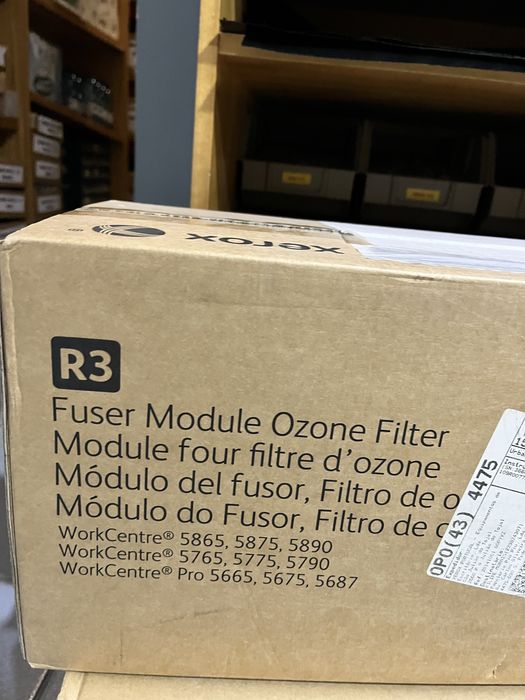 xerox
R3
Fuser Module Ozone Filter
Module four filtre d'ozone
Módulo del fusor, Filtro de o
Módulo do Fusor, Filtro de o
WorkCentre® 5865, 5875, 5890
WorkCentre® 5765, 5775, 5790
WorkCentre® Pro 5665, 5675, 5687
OPO(43) 4475